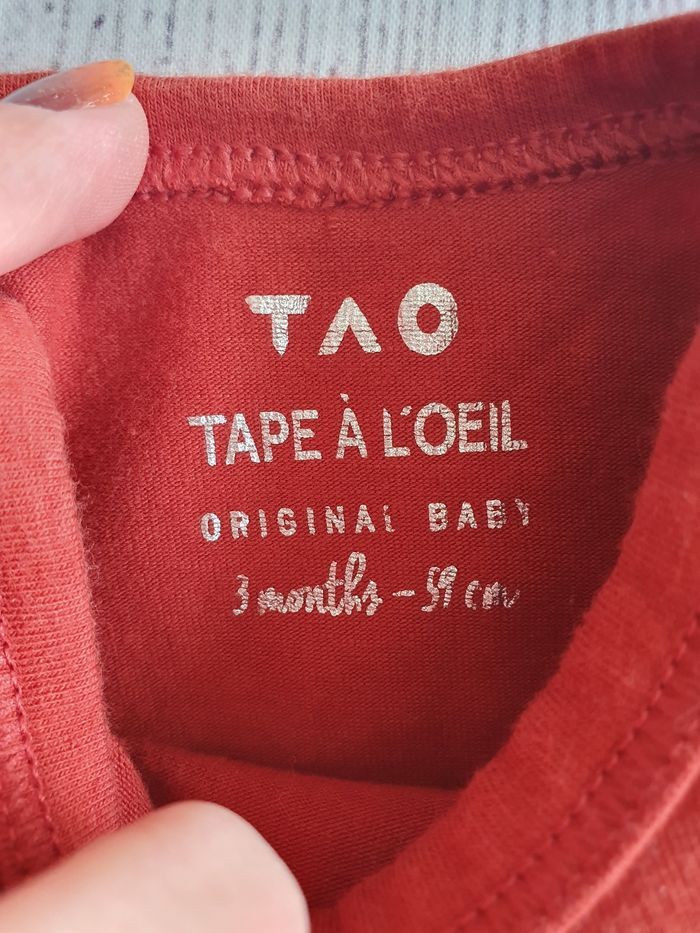 TAO
TAPE À L'OEIL
ORIGINAL BABY
3 months - 59 cm